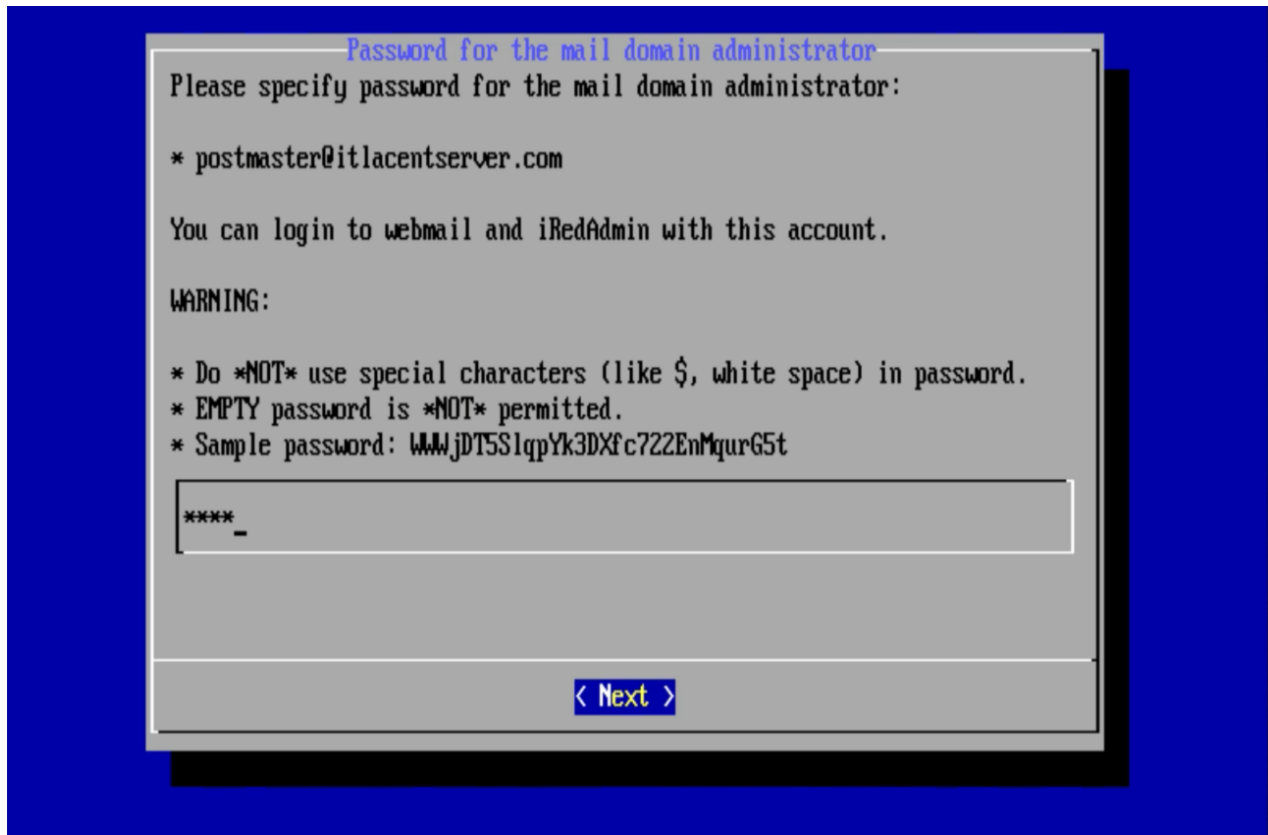 Password for the mail domain administrator
Please specify password for the mail domain administrator:
* postmaster@itlacentserver.com
You can login to webmail and iRedAdmin with this account.
WARNING:
* Do *NOT* use special characters (like $, white space) in password.
* EMPTY password is *NOT* permitted.
* Sample password: WWWjDT5SlqpYk3DXfc722EnMqurG5t
****_
< Next >